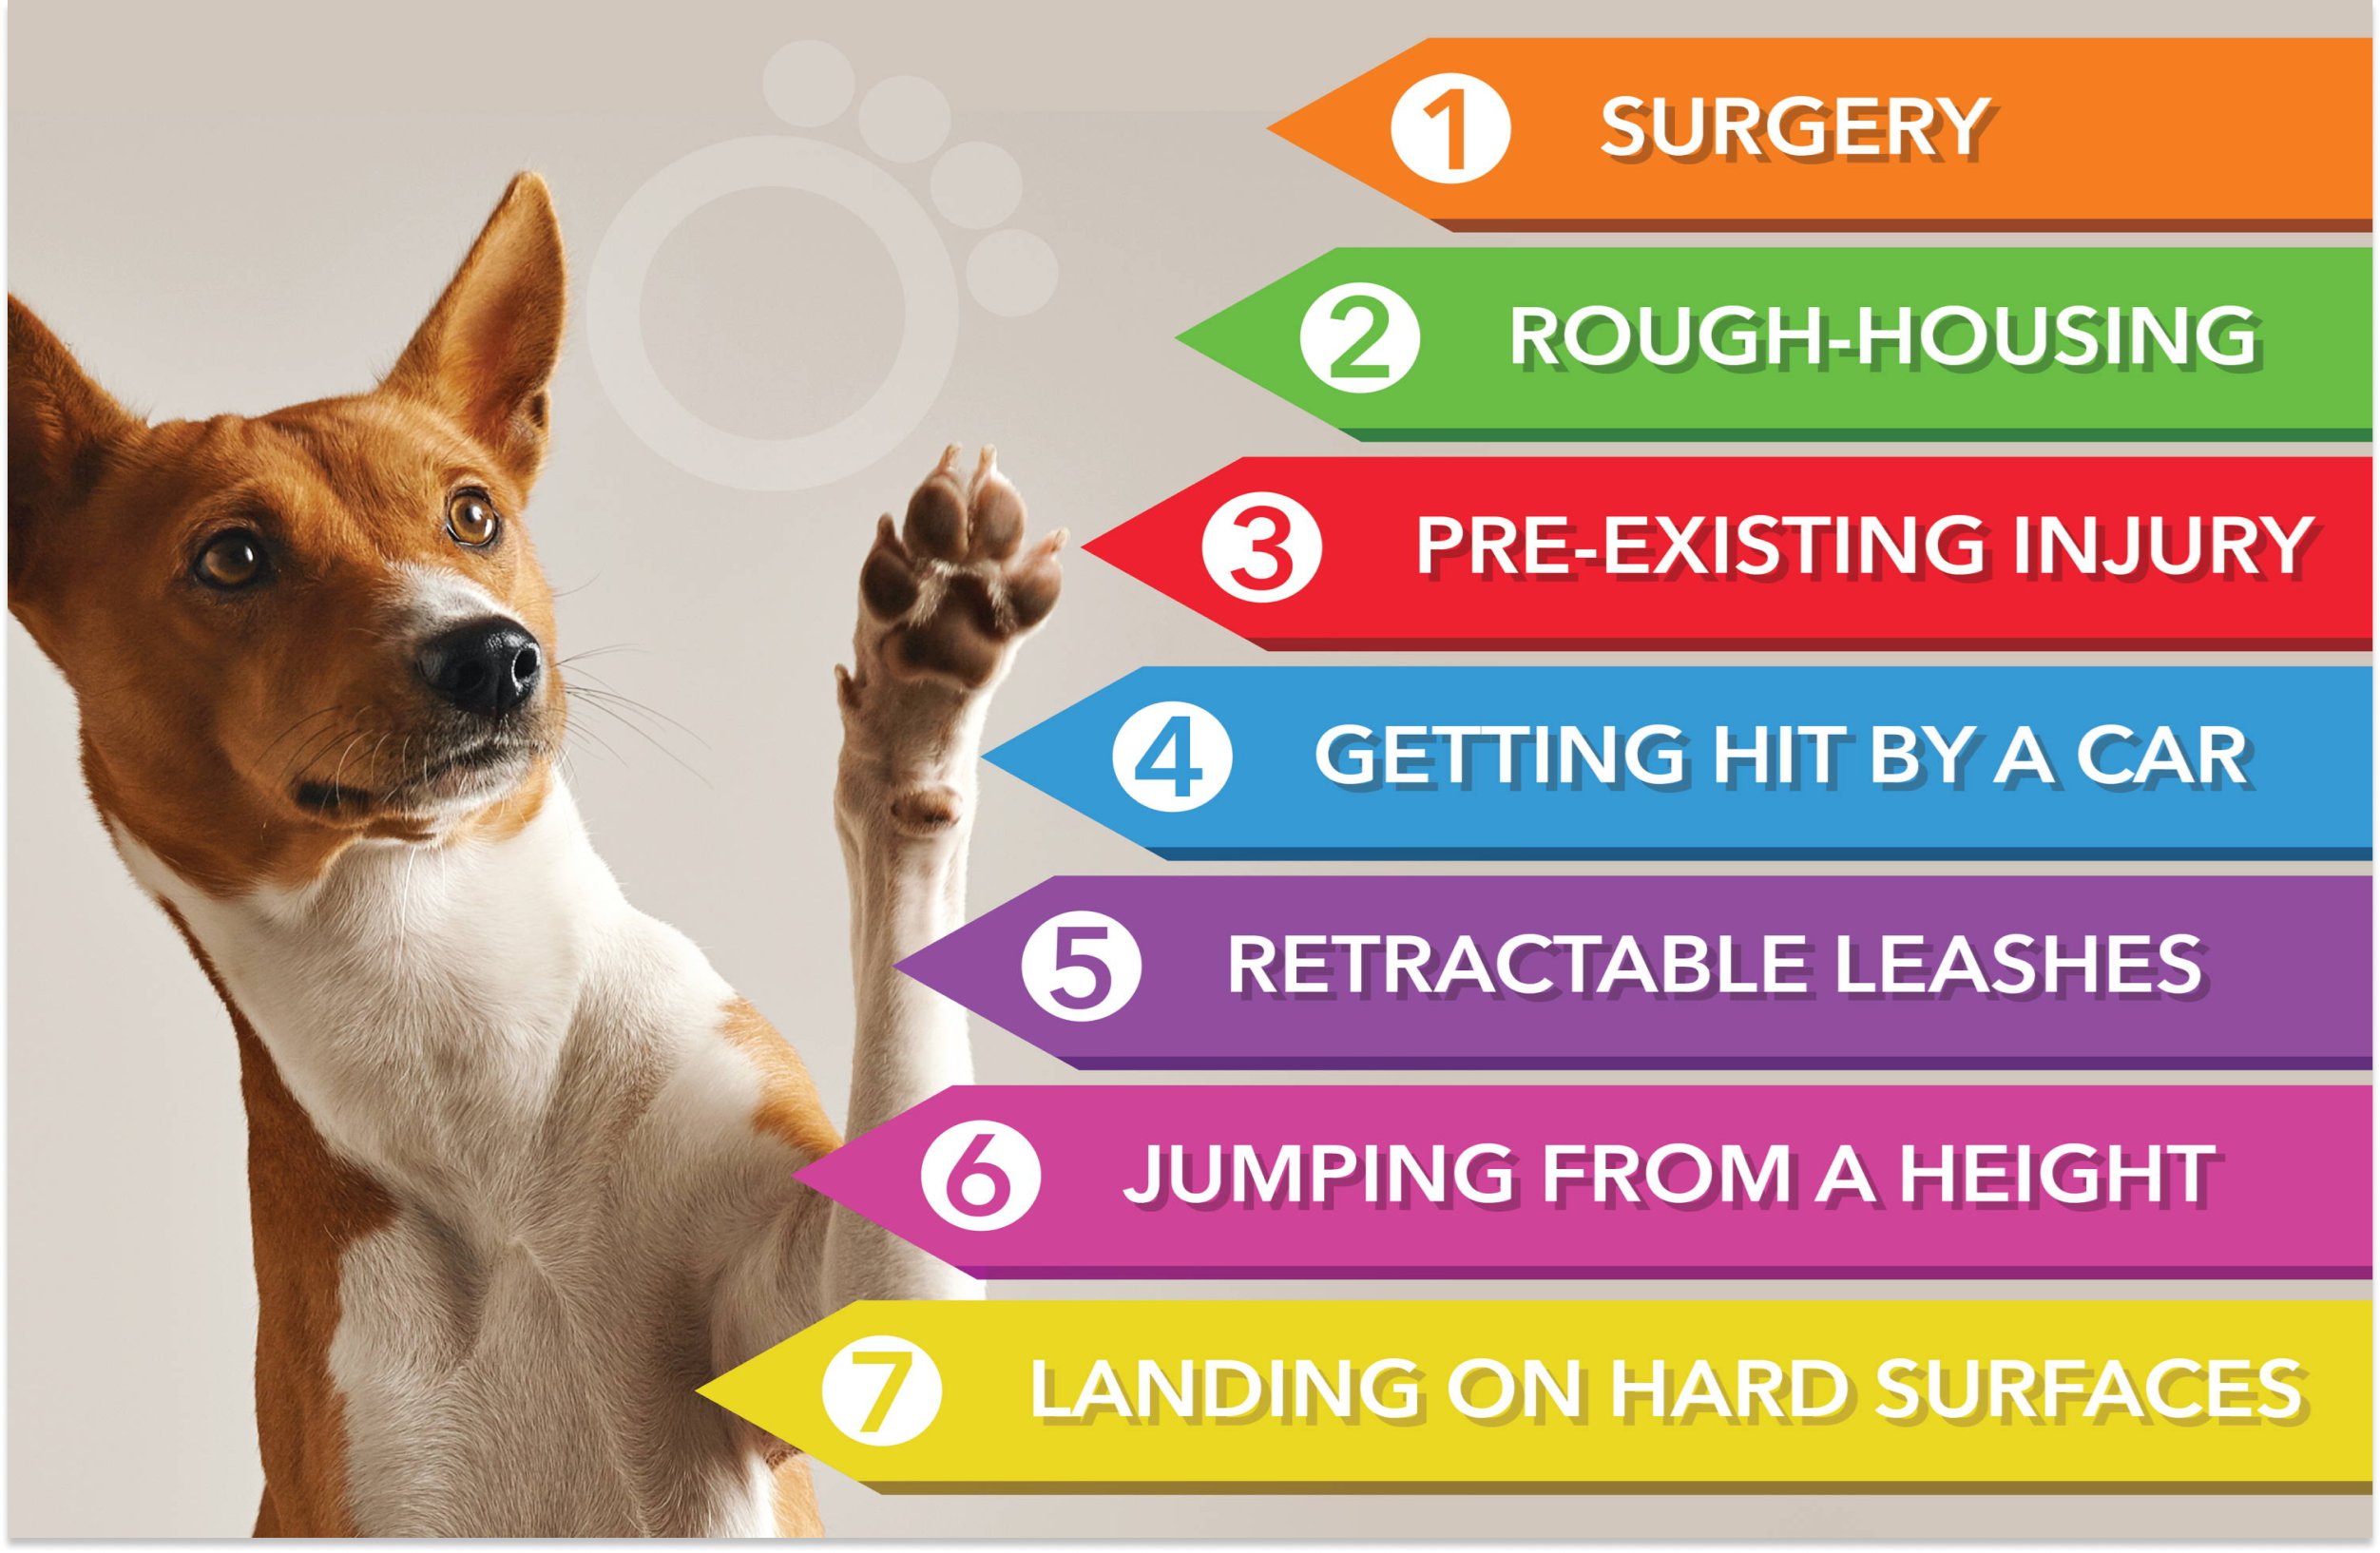 1 SURGERY
2 ROUGH-HOUSING
3 PRE-EXISTING INJURY
4 GETTING HIT BY A CAR
5 RETRACTABLE LEASHES
6 JUMPING FROM A HEIGHT
7 LANDING ON HARD SURFACES